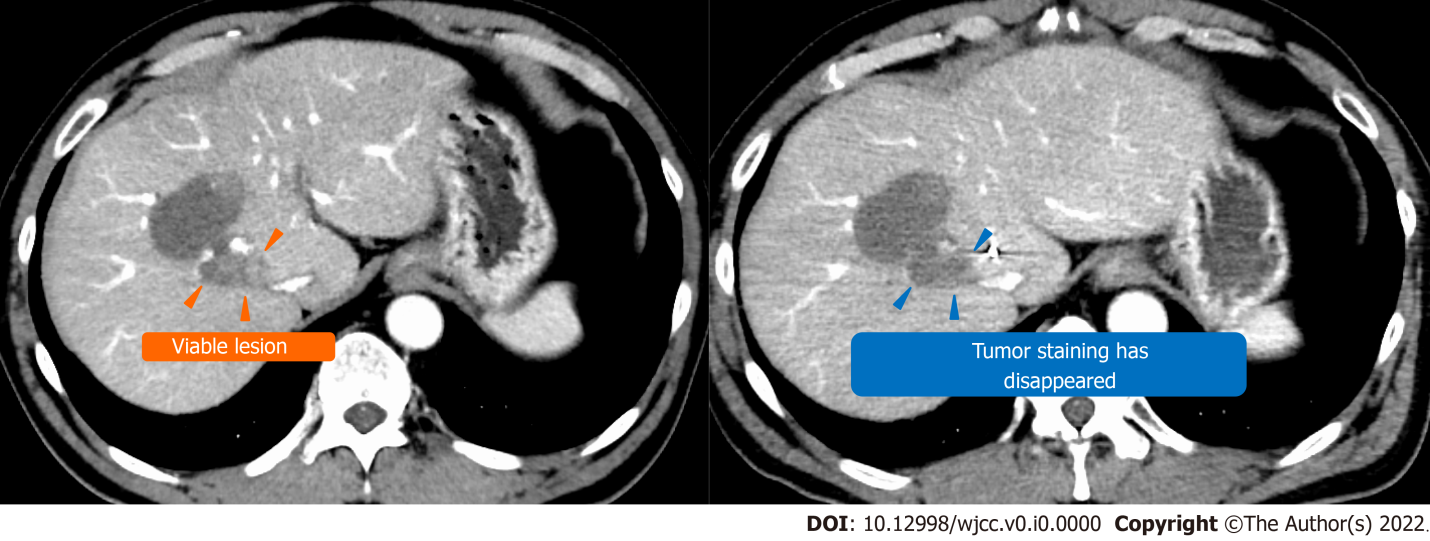 Viable lesion
Tumor staining has
disappeared
DOI: 10.12998/wjcc.v0.i0.0000 Copyright ©The Author(s) 2022.